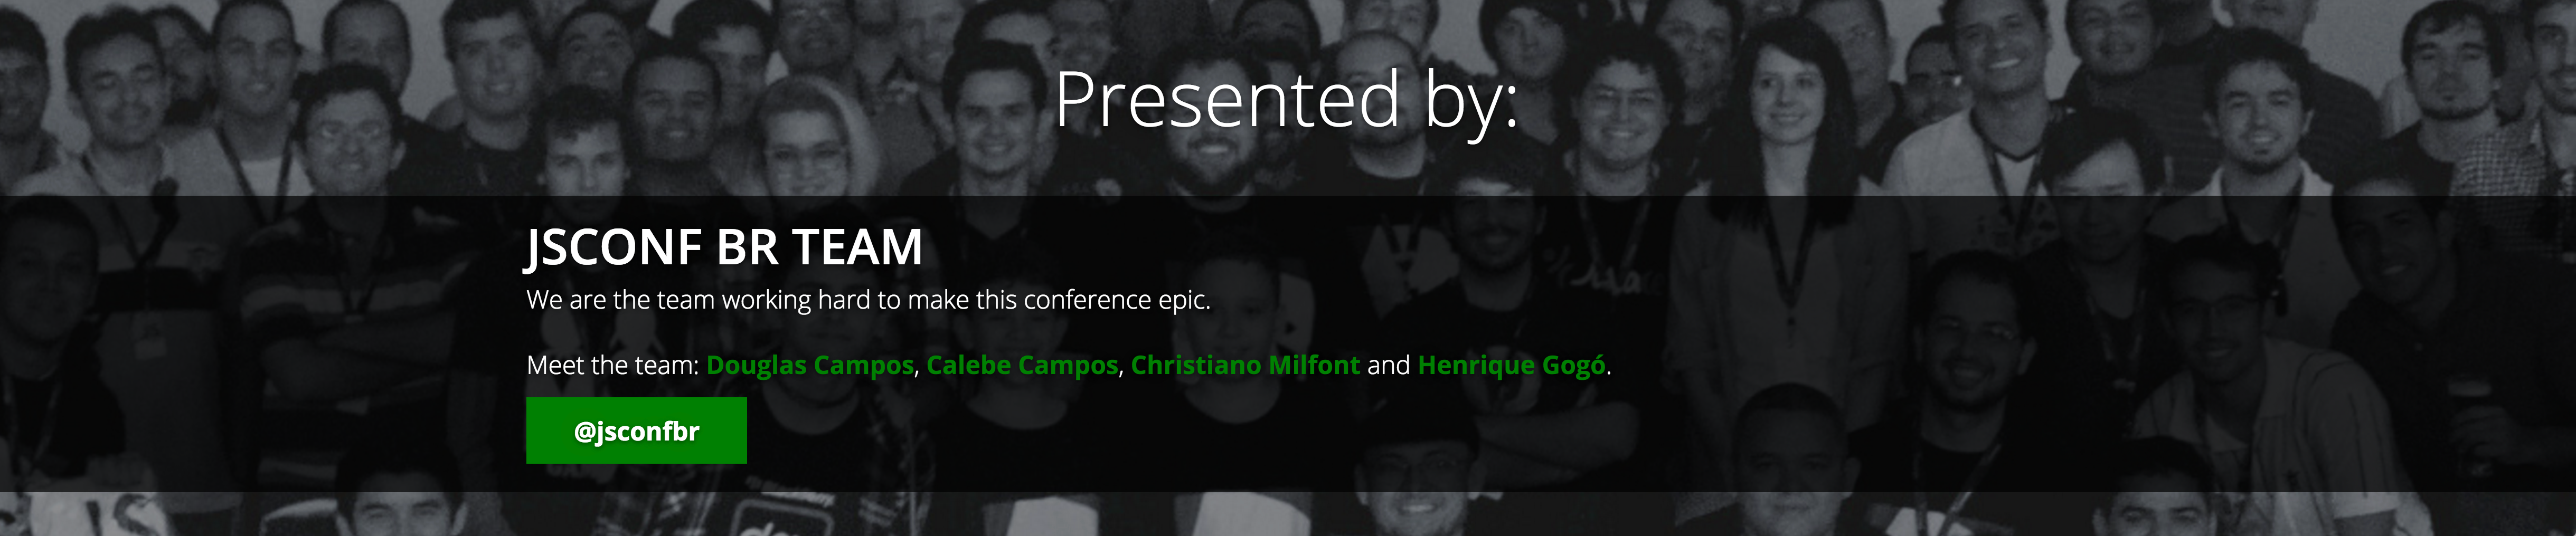 Presented by:
JSCONF BR TEAM
We are the team working hard to make this conference epic.
Meet the team: Douglas Campos, Calebe Campos, Christiano Milfont and Henrique Gogó.
@jsconfbr